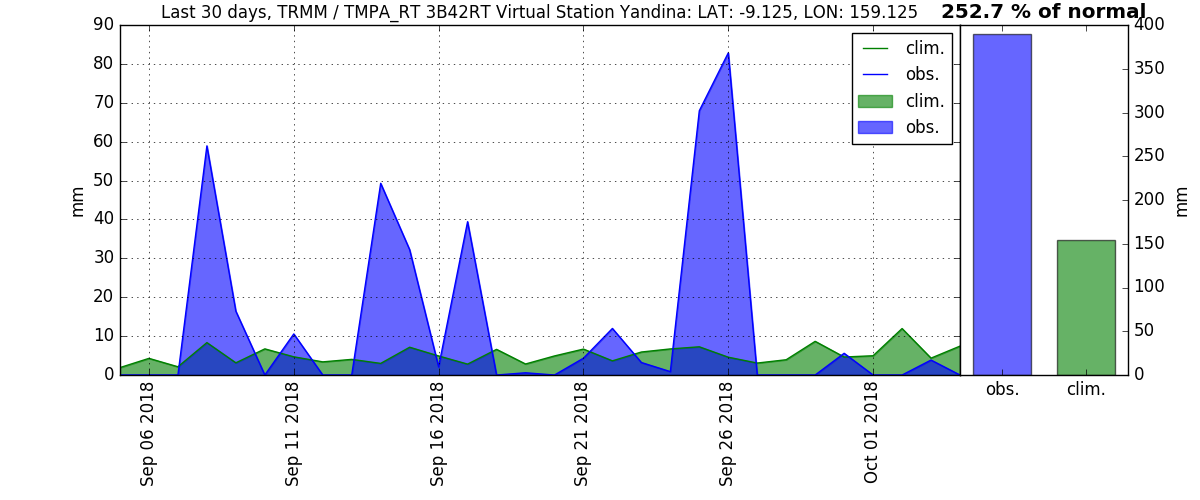 Last 30 days, TRMM / TMPA_RT 3B42RT Virtual Station Yandina: LAT: -9.125, LON: 159.125
252.7 % of normal
90
80
70
60
50
40
30
20
10
0
mm
Sep 06 2018
Sep 11 2018
Sep 16 2018
Sep 21 2018
Sep 26 2018
Oct 01 2018
clim.
obs.
clim.
obs.
400
350
300
250
200
150
100
50
0
mm
obs.
clim.